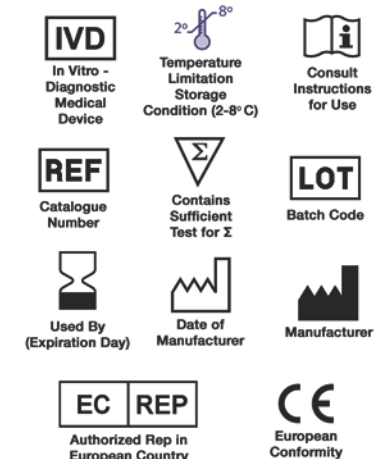 IVD
In Vitro -
Diagnostic
Medical
Device
2° 8°
Temperature
Limitation
Storage
Condition (2-8° C)
i
Consult
Instructions
for Use
REF
Catalogue
Number
Σ
Contains
Sufficient
Test for Σ
LOT
Batch Code
Used By
(Expiration Day)
Date of
Manufacturer
Manufacturer
EC REP
Authorized Rep in
European Country
CE
European
Conformity